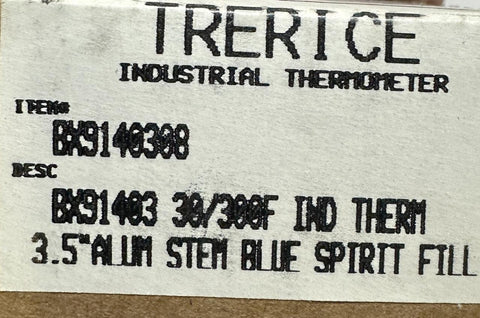 TRERICE
INDUSTRIAL THERMOMETER
ITEM#
BX9140308
DESC
BX91403 30/300F IND THERM
3.5"ALUM STEM BLUE SPIRIT FILL